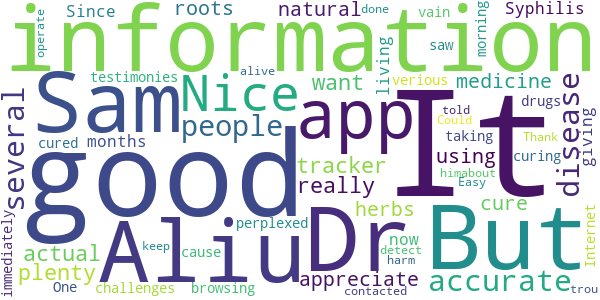 operate Since roots natural done vain morning Syphilis
information
testimonies alive living saw verious medicine
several Sam Nice want told drugs disease giving
cured months people app It Could Thank
good tracker taking curing
really using himabout Easy
immediately Aliu Dr herbs cure Internet
actual perplexed now But detect
plenty cause appreciate accurate harm
One challenges keep browsing contacted trou